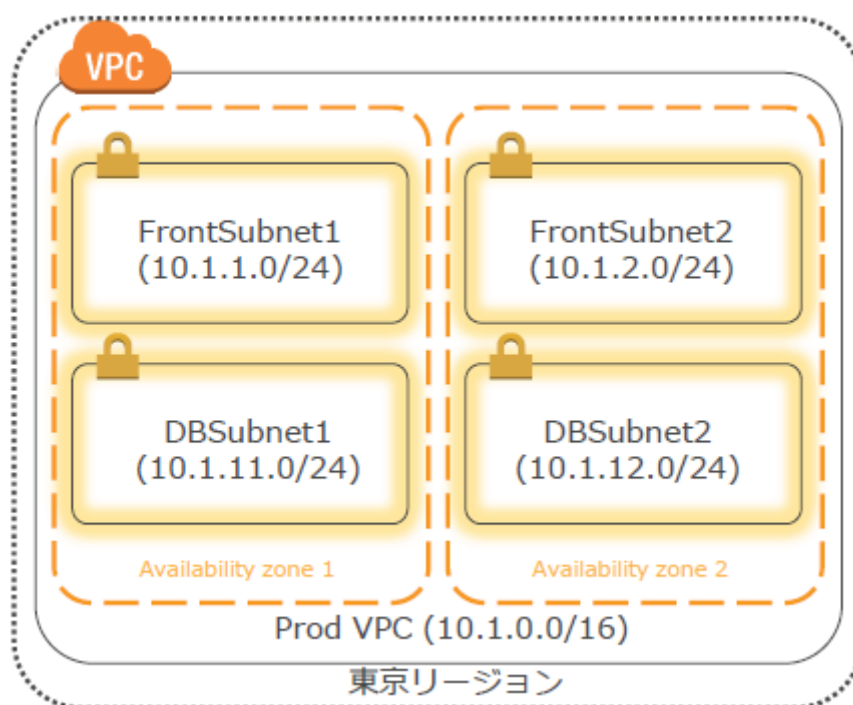 VPC
FrontSubnet1
(10.1.1.0/24)
FrontSubnet2
(10.1.2.0/24)
DBSubnet1
(10.1.11.0/24)
DBSubnet2
(10.1.12.0/24)
Availability zone 1
Availability zone 2
Prod VPC (10.1.0.0/16)
東京リージョン